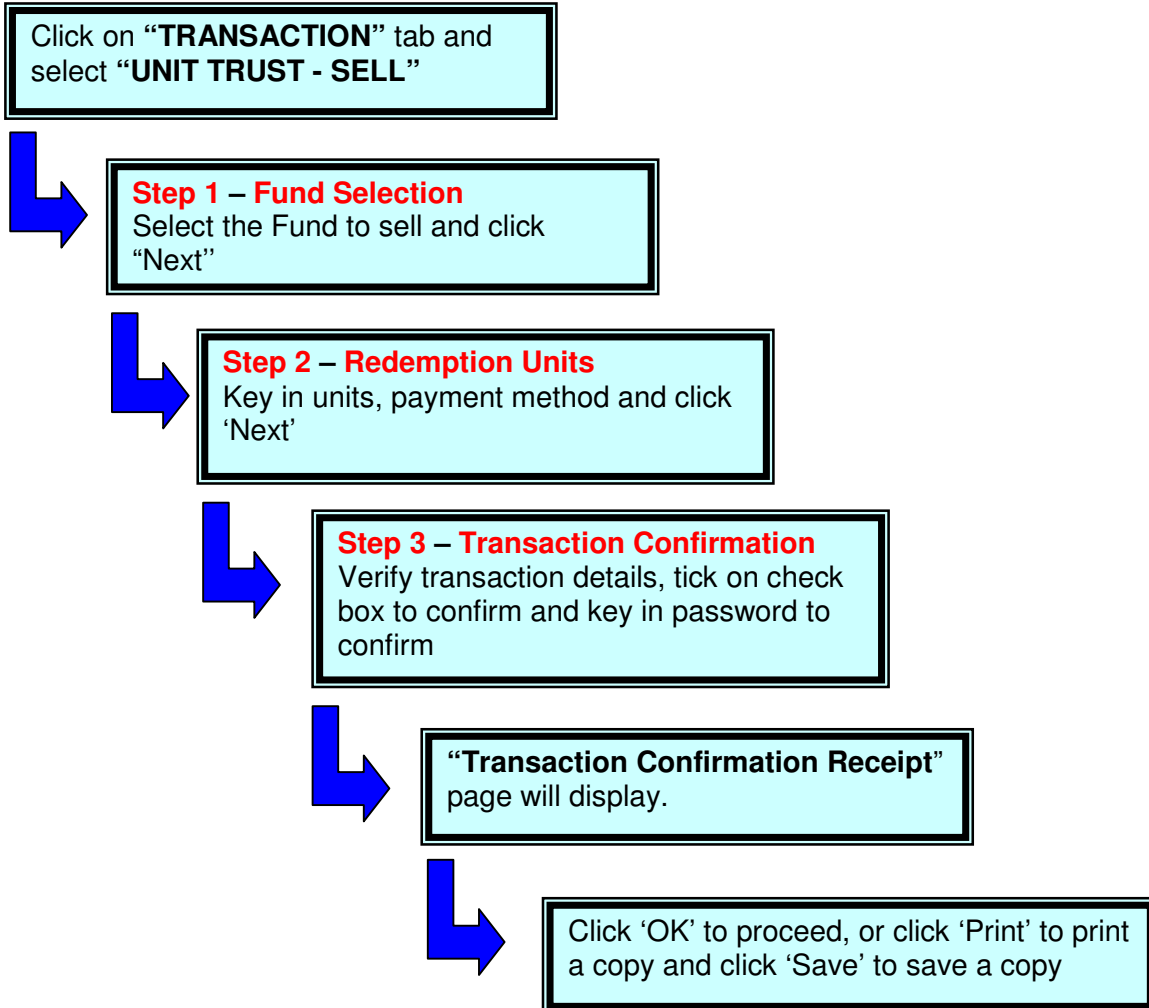 Click on “TRANSACTION” tab and
select “UNIT TRUST - SELL”
Step 1 – Fund Selection
Select the Fund to sell and click
“Next’’
Step 2 – Redemption Units
Key in units, payment method and click
‘Next’
Step 3 – Transaction Confirmation
Verify transaction details, tick on check
box to confirm and key in password to
confirm
“Transaction Confirmation Receipt”
page will display.
Click ‘OK’ to proceed, or click ‘Print’ to print
a copy and click ‘Save’ to save a copy